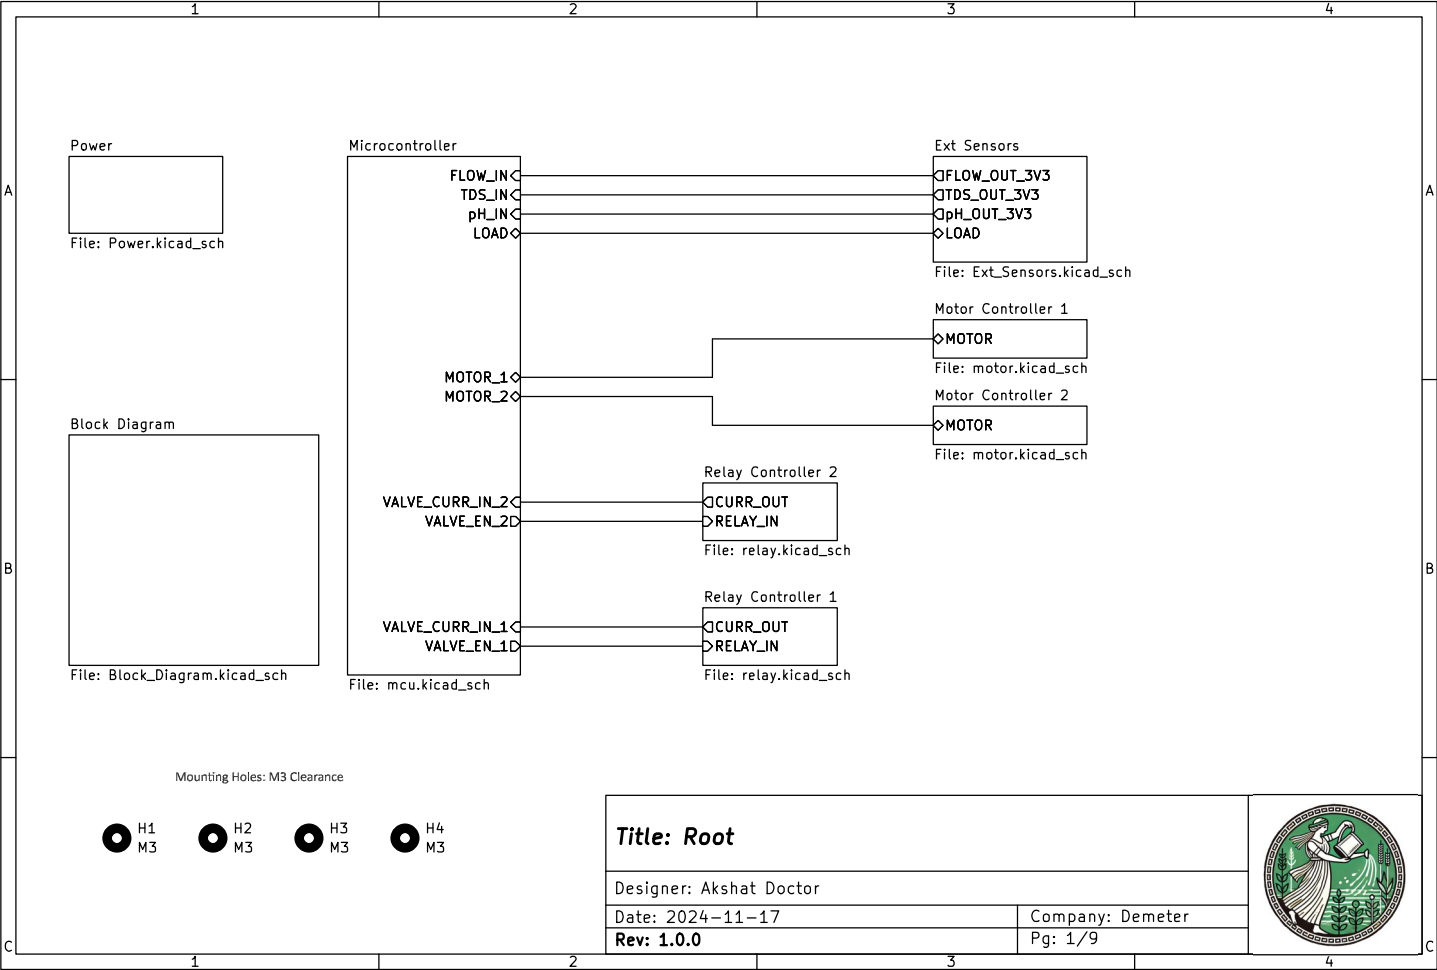 1 2 3 4
A A
B B
C C
Power
File: Power.kicad_sch
Block Diagram
File: Block_Diagram.kicad_sch
Microcontroller
FLOW_IN
TDS_IN
pH_IN
LOAD
MOTOR_1
MOTOR_2
VALVE_CURR_IN_2
VALVE_EN_2
VALVE_CURR_IN_1
VALVE_EN_1
File: mcu.kicad_sch
Ext Sensors
FLOW_OUT_3V3
TDS_OUT_3V3
pH_OUT_3V3
LOAD
File: Ext_Sensors.kicad_sch
Motor Controller 1
MOTOR
File: motor.kicad_sch
Motor Controller 2
MOTOR
File: motor.kicad_sch
Relay Controller 2
CURR_OUT
RELAY_IN
File: relay.kicad_sch
Relay Controller 1
CURR_OUT
RELAY_IN
File: relay.kicad_sch
Mounting Holes: M3 Clearance
H1
M3
H2
M3
H3
M3
H4
M3
Title: Root
Designer: Akshat Doctor
Date: 2024-11-17
Company: Demeter
Rev: 1.0.0
Pg: 1/9
1 2 3 4